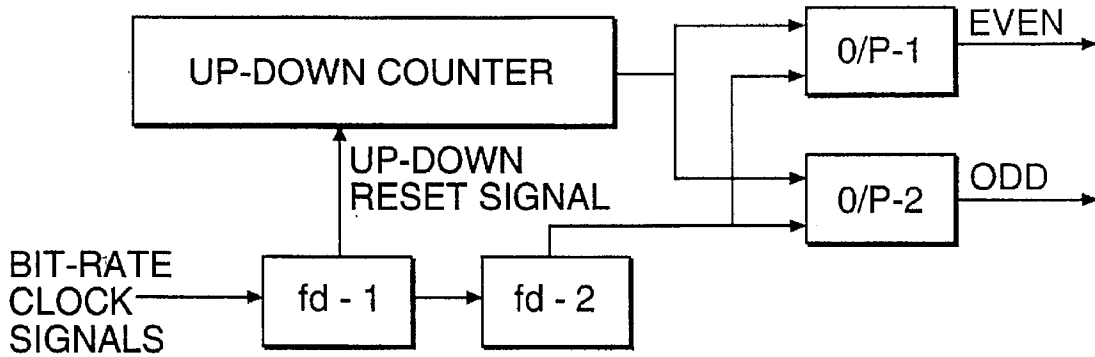 EVEN
UP-DOWN COUNTER
0/P-1
UP-DOWN
RESET SIGNAL
ODD
0/P-2
BIT-RATE
CLOCK
SIGNALS
fd - 1
fd - 2